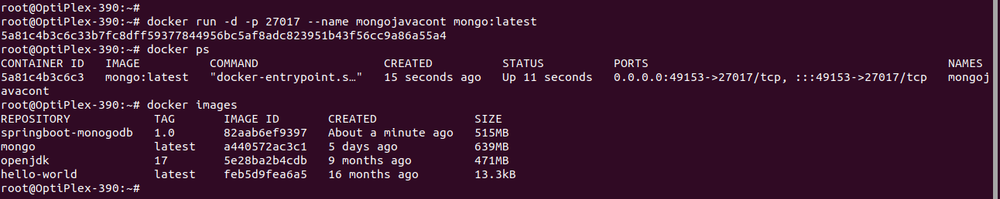 root@OptiPlex-390:~#
root@OptiPlex-390:~# docker run -d -p 27017 --name mongojavacont mongo:latest
5a81c4b3c6c33b7fc8dff59377844956bc5af8adc823951b43f56cc9a86a55a4
root@OptiPlex-390:~# docker ps
CONTAINER ID   IMAGE          COMMAND                  CREATED          STATUS          PORTS                                           NAMES
5a81c4b3c6c3   mongo:latest   "docker-entrypoint.s…"   15 seconds ago   Up 11 seconds   0.0.0.0:49153->27017/tcp, :::49153->27017/tcp   mongoj
avacont
root@OptiPlex-390:~# docker images
REPOSITORY            TAG       IMAGE ID       CREATED              SIZE
springboot-monogodb   1.0       82aab6ef9397   About a minute ago   515MB
mongo                 latest    a440572ac3c1   5 days ago           639MB
openjdk               17        5e28ba2b4cdb   9 months ago         471MB
hello-world           latest    feb5d9fea6a5   16 months ago        13.3kB
root@OptiPlex-390:~#